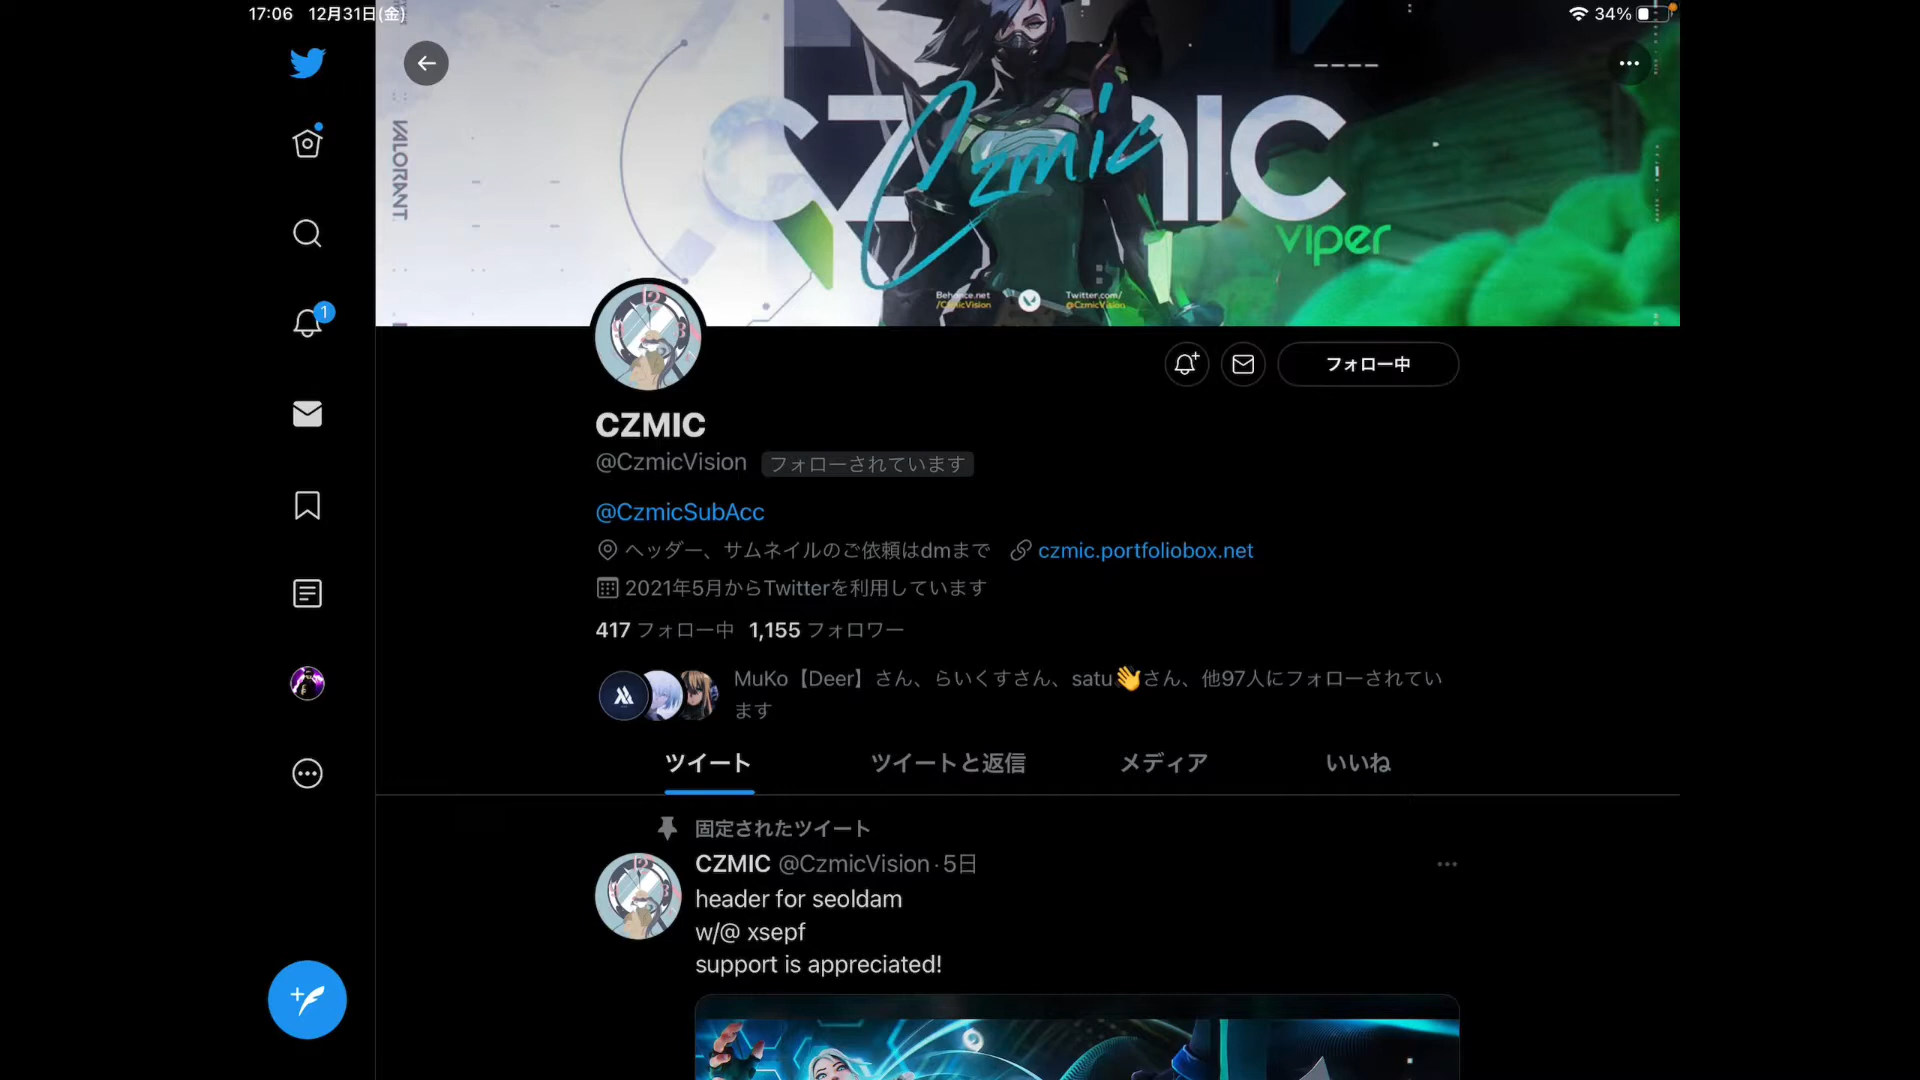 17:06 12月31日(金)
34%
VALORANT
CZMIC
Czmic
viper
Behance.net
/CzmicVision
Twitter.com/
@CzmicVision
1
フォロー中
CZMIC
@CzmicVision フォローされています
@CzmicSubAcc
ヘッダー、サムネイルのご依頼はdmまで czmic.portfoliobox.net
2021年5月からTwitterを利用しています
417 フォロー中 1,155 フォロワー
MuKo【Deer】さん、らいくすさん、satu👋さん、他97人にフォローされてい
ます
ツイート ツイートと返信 メディア いいね
固定されたツイート
CZMIC @CzmicVision · 5日
header for seoldam
w/@ xsepf
support is appreciated!